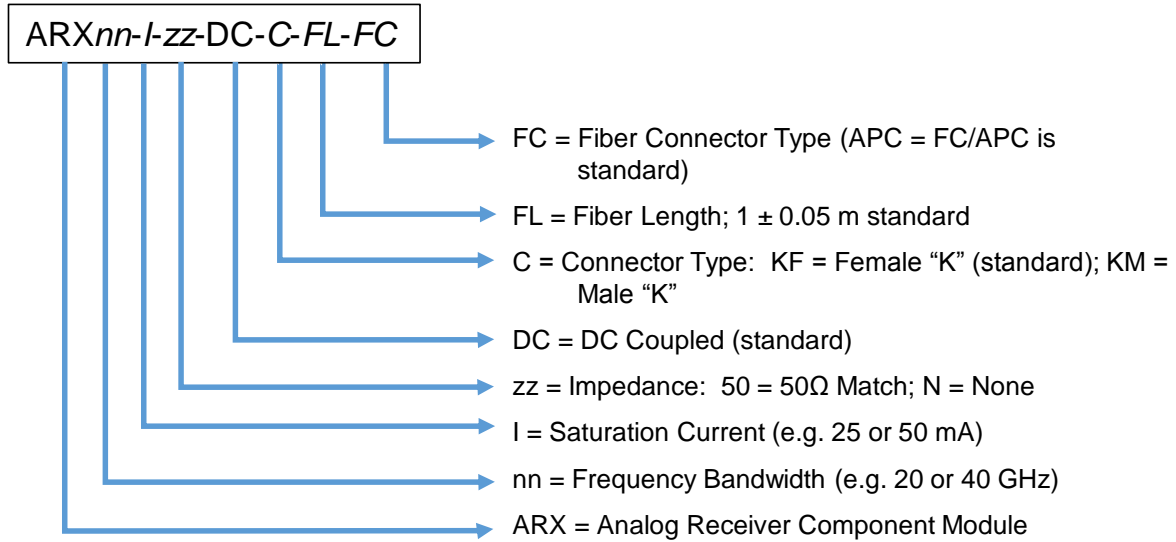 ARXnn-I-zz-DC-C-FL-FC
FC = Fiber Connector Type (APC = FC/APC is
standard)
FL = Fiber Length; 1 ± 0.05 m standard
C = Connector Type: KF = Female “K” (standard); KM =
Male “K”
DC = DC Coupled (standard)
zz = Impedance: 50 = 50Ω Match; N = None
I = Saturation Current (e.g. 25 or 50 mA)
nn = Frequency Bandwidth (e.g. 20 or 40 GHz)
ARX = Analog Receiver Component Module